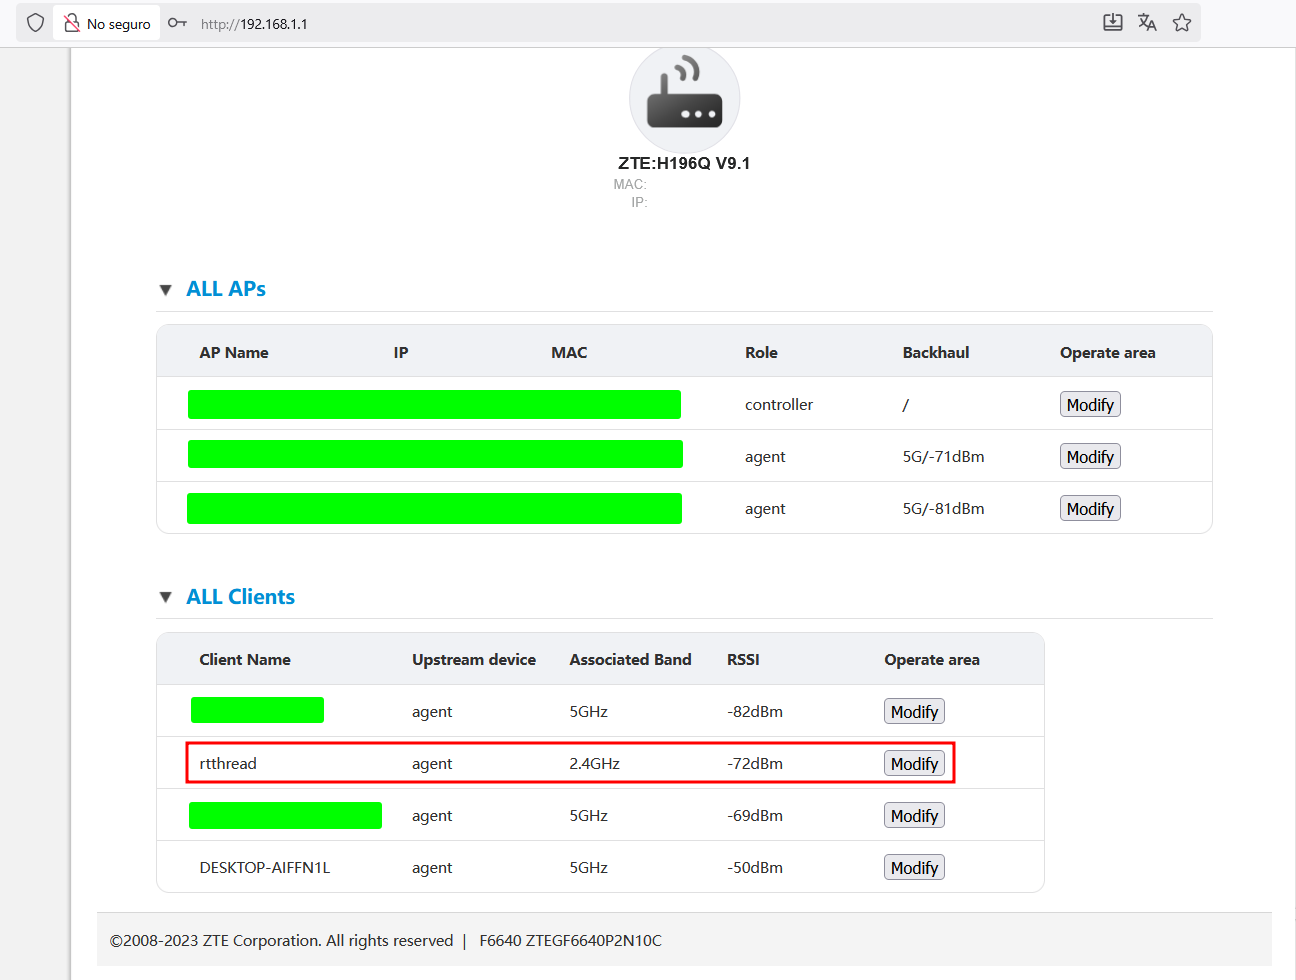 No seguro http://192.168.1.1
ZTE:H196Q V9.1
MAC:
IP:
▼ ALL APs
AP Name IP MAC Role Backhaul Operate area
controller / Modify
agent 5G/-71dBm Modify
agent 5G/-81dBm Modify
▼ ALL Clients
Client Name Upstream device Associated Band RSSI Operate area
agent 5GHz -82dBm Modify
rtthread agent 2.4GHz -72dBm Modify
agent 5GHz -69dBm Modify
DESKTOP-AIFFN1L agent 5GHz -50dBm Modify
©2008-2023 ZTE Corporation. All rights reserved | F6640 ZTEGF6640P2N10C